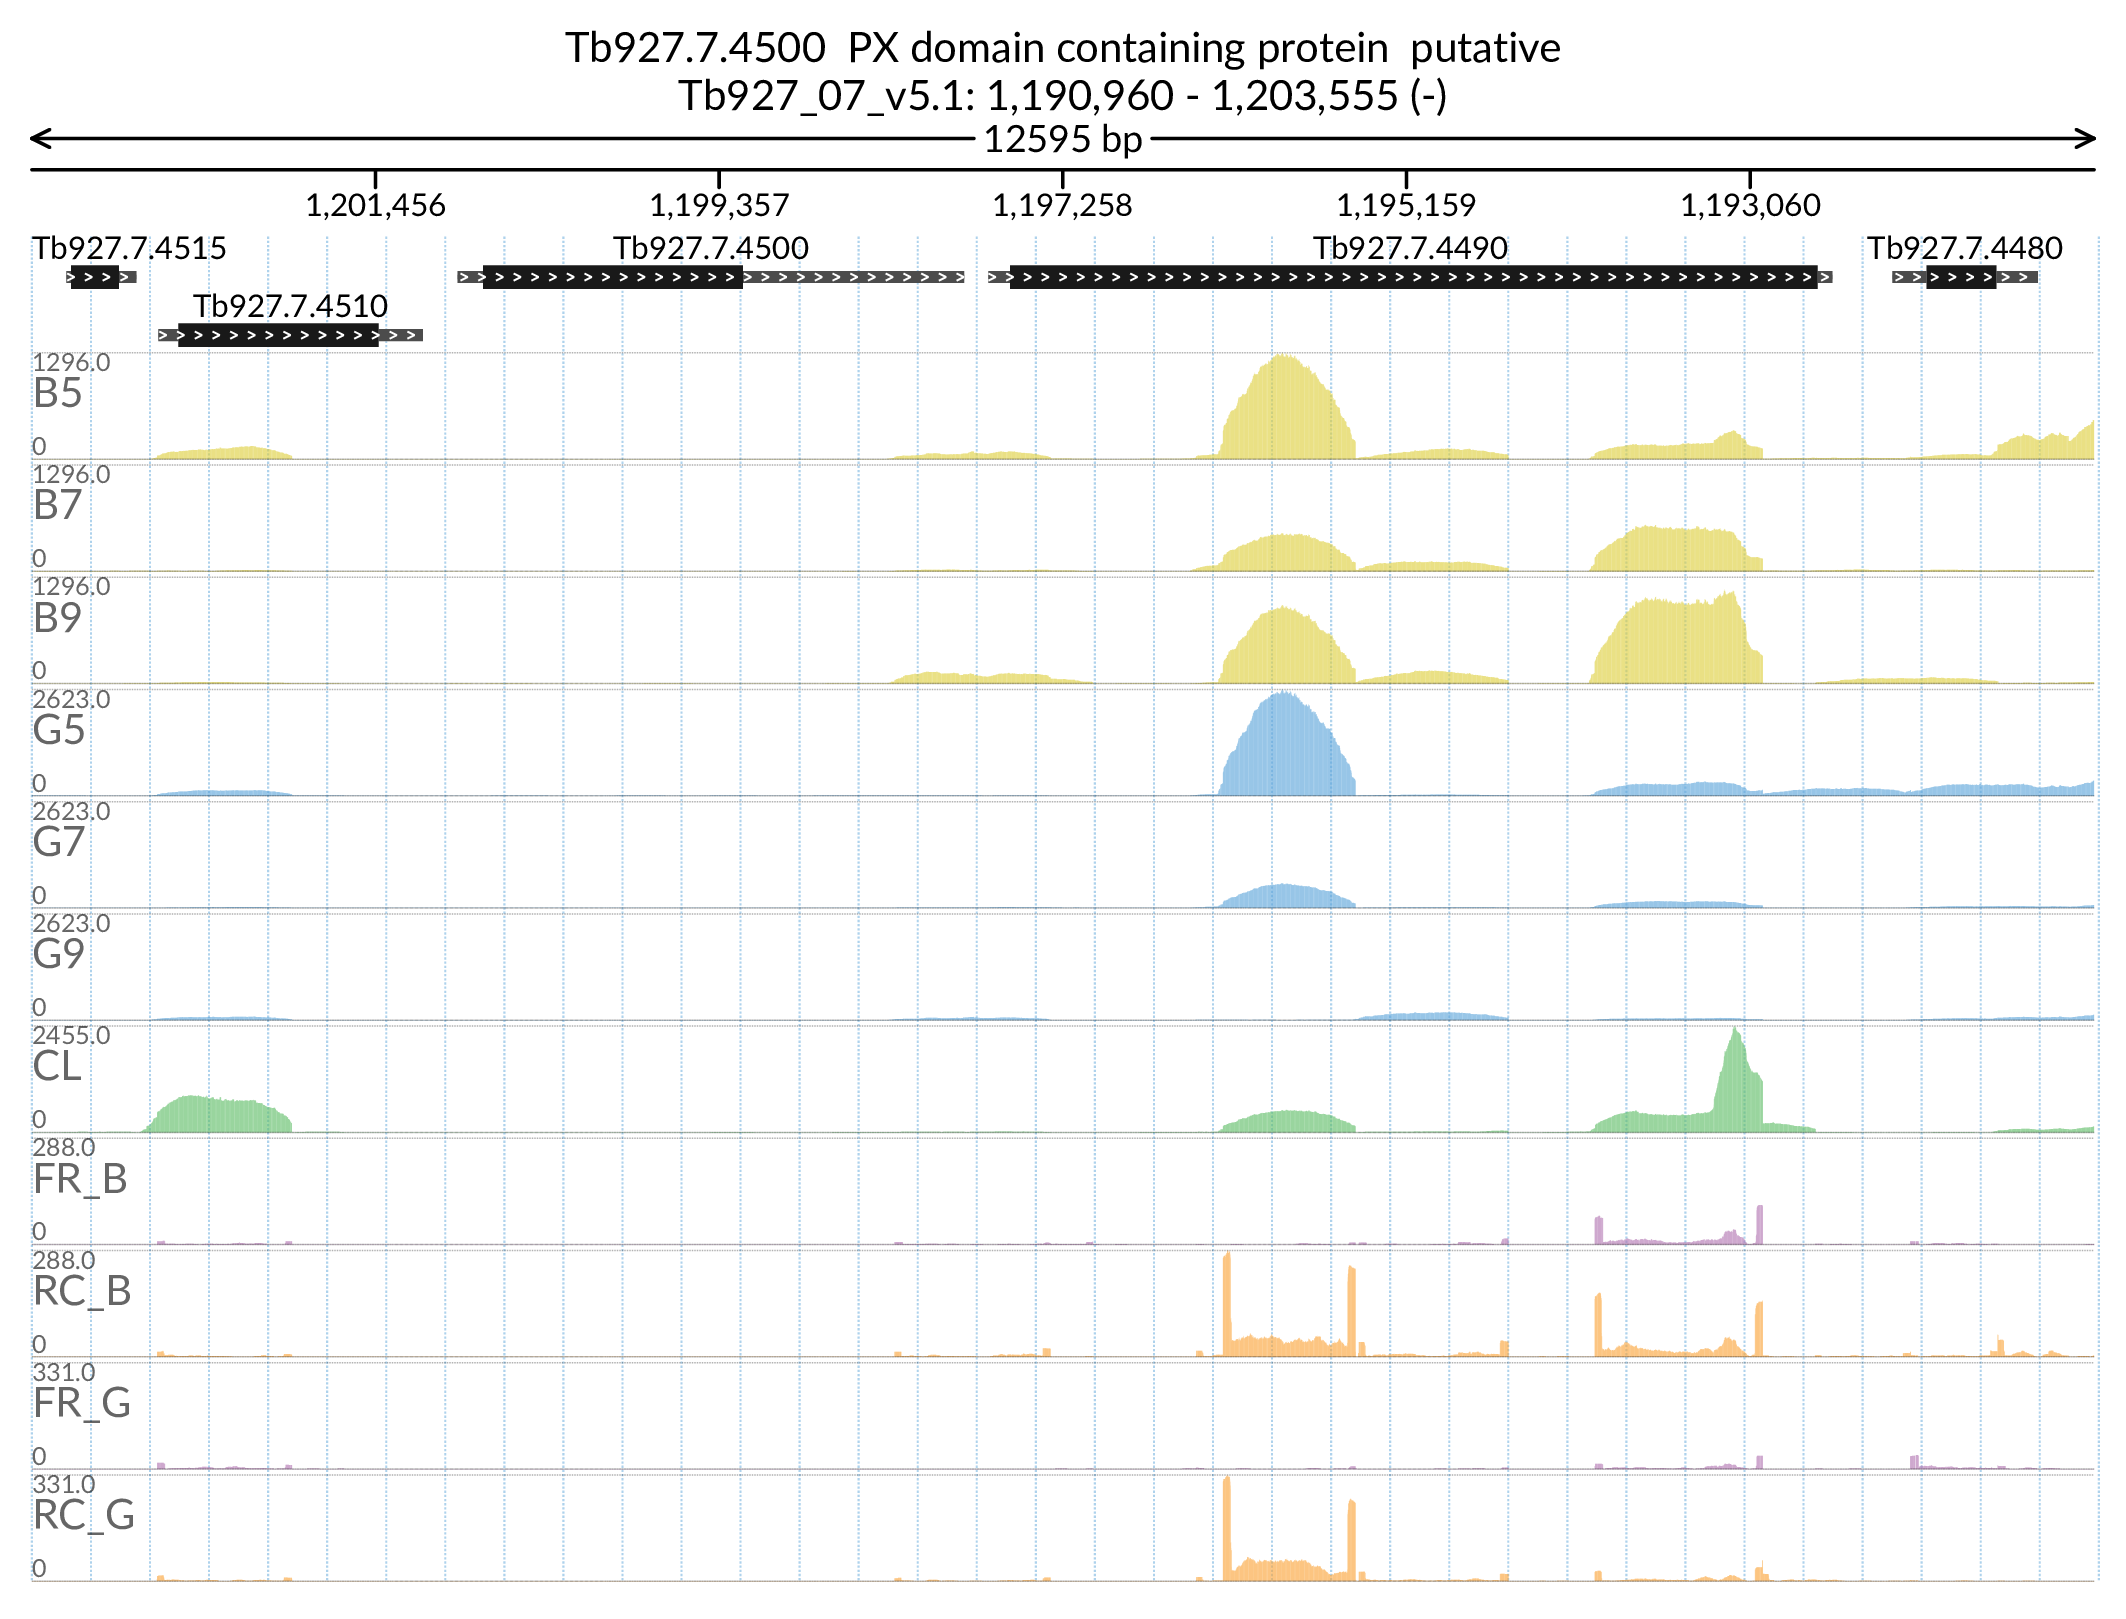 Tb927.7.4500  PX domain containing protein  putative
Tb927_07_v5.1: 1,190,960 - 1,203,555 (-)
12595 bp
1,201,456 1,199,357 1,197,258 1,195,159 1,193,060
Tb927.7.4515 Tb927.7.4500 Tb927.7.4490 Tb927.7.4480
Tb927.7.4510
1296.0
B5
0
1296.0
B7
0
1296.0
B9
0
2623.0
G5
0
2623.0
G7
0
2623.0
G9
0
2455.0
CL
0
288.0
FR_B
0
288.0
RC_B
0
331.0
FR_G
0
331.0
RC_G
0